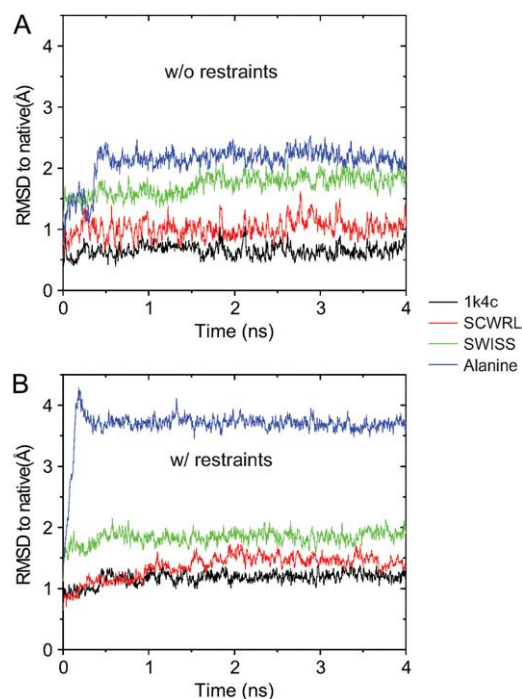 A
w/o restraints
RMSD to native(Å)
4
3
2
1
0
0 1 2 3 4
Time (ns)
1k4c
SCWRL
SWISS
Alanine
B
w/ restraints
RMSD to native(Å)
4
3
2
1
0
0 1 2 3 4
Time (ns)